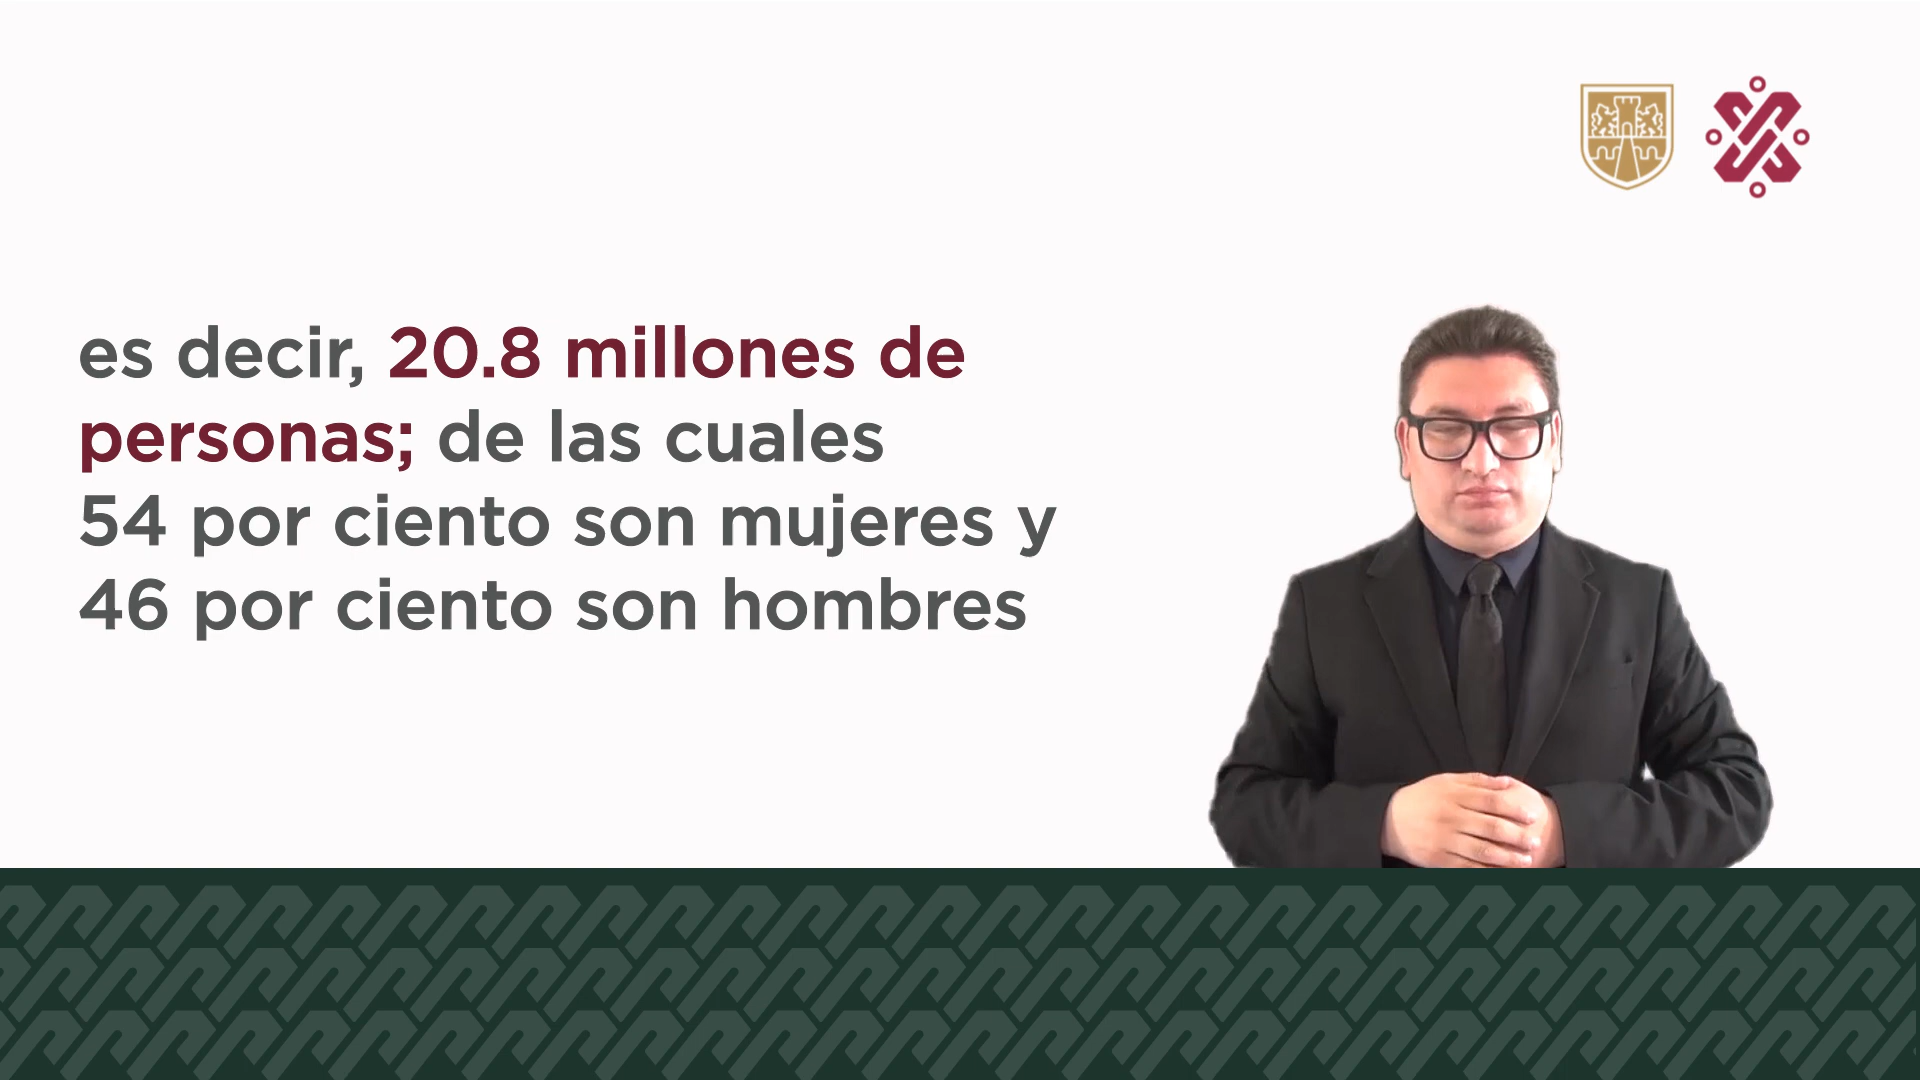 es decir, 20.8 millones de
personas; de las cuales
54 por ciento son mujeres y
46 por ciento son hombres